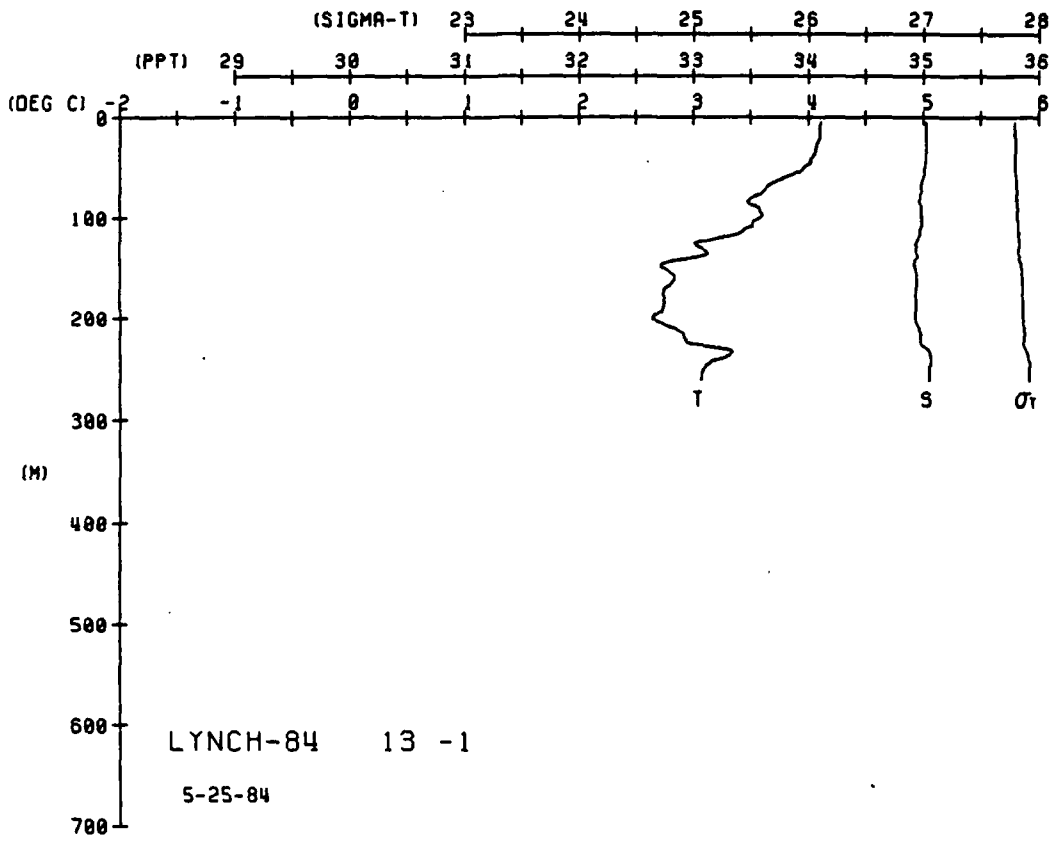 (SIGMA-T) 23 24 25 26 27 28
(PPT) 29 30 31 32 33 34 35 36
(DEG C) -2 -1 0 1 2 3 4 5 6
0
100
200
T S σT
300
(M)
400
500
600
LYNCH-84 13 -1
5-25-84
700